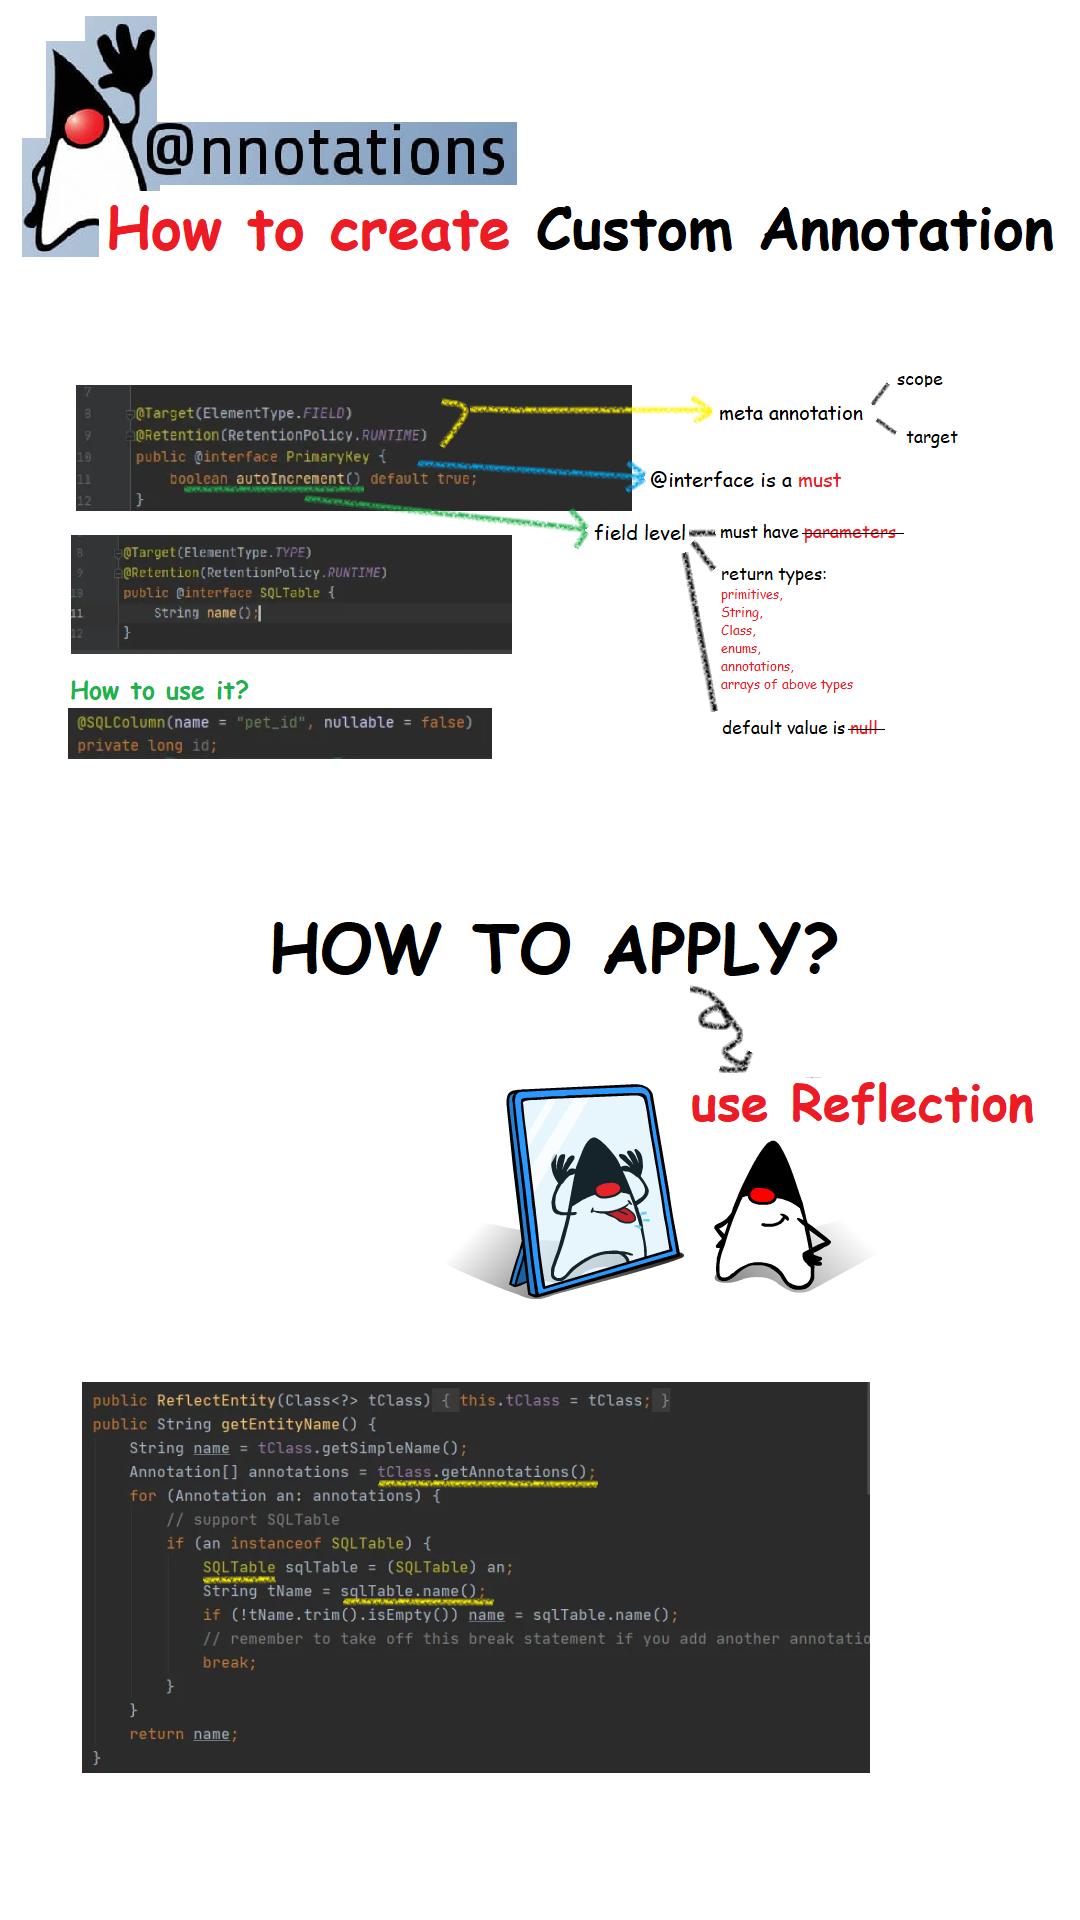 @nnotations
How to create Custom Annotation
7
8 @Target(ElementType.FIELD)
9 @Retention(RetentionPolicy.RUNTIME)
10 public @interface PrimaryKey {
11 boolean autoIncrement() default true;
12 }
meta annotation
scope
target
@interface is a must
field level
must have parameters
return types:
primitives,
String,
Class,
enums,
annotations,
arrays of above types
default value is null
8 @Target(ElementType.TYPE)
9 @Retention(RetentionPolicy.RUNTIME)
10 public @interface SQLTable {
11 String name();
12 }
How to use it?
@SQLColumn(name = "pet_id", nullable = false)
private long id;
HOW TO APPLY?
use Reflection
public ReflectEntity(Class<?> tClass) { this.tClass = tClass; }
public String getEntityName() {
String name = tClass.getSimpleName();
Annotation[] annotations = tClass.getAnnotations();
for (Annotation an: annotations) {
// support SQLTable
if (an instanceof SQLTable) {
SQLTable sqlTable = (SQLTable) an;
String tName = sqlTable.name();
if (!tName.trim().isEmpty()) name = sqlTable.name();
// remember to take off this break statement if you add another annotatio
break;
}
}
return name;
}